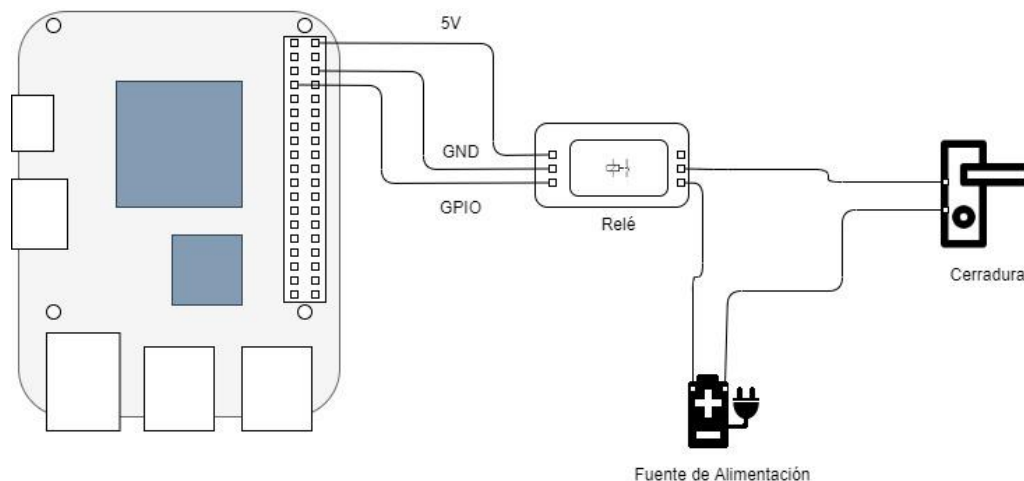 5V
GND
GPIO
Relé
Cerradura
Fuente de Alimentación